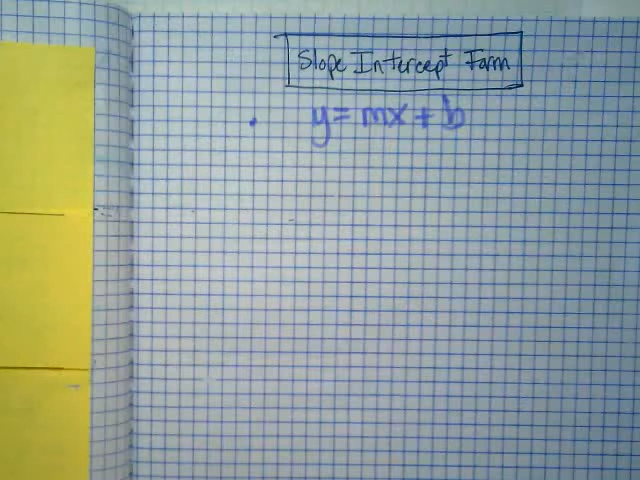 Slope Intercept Form
y = mx + b